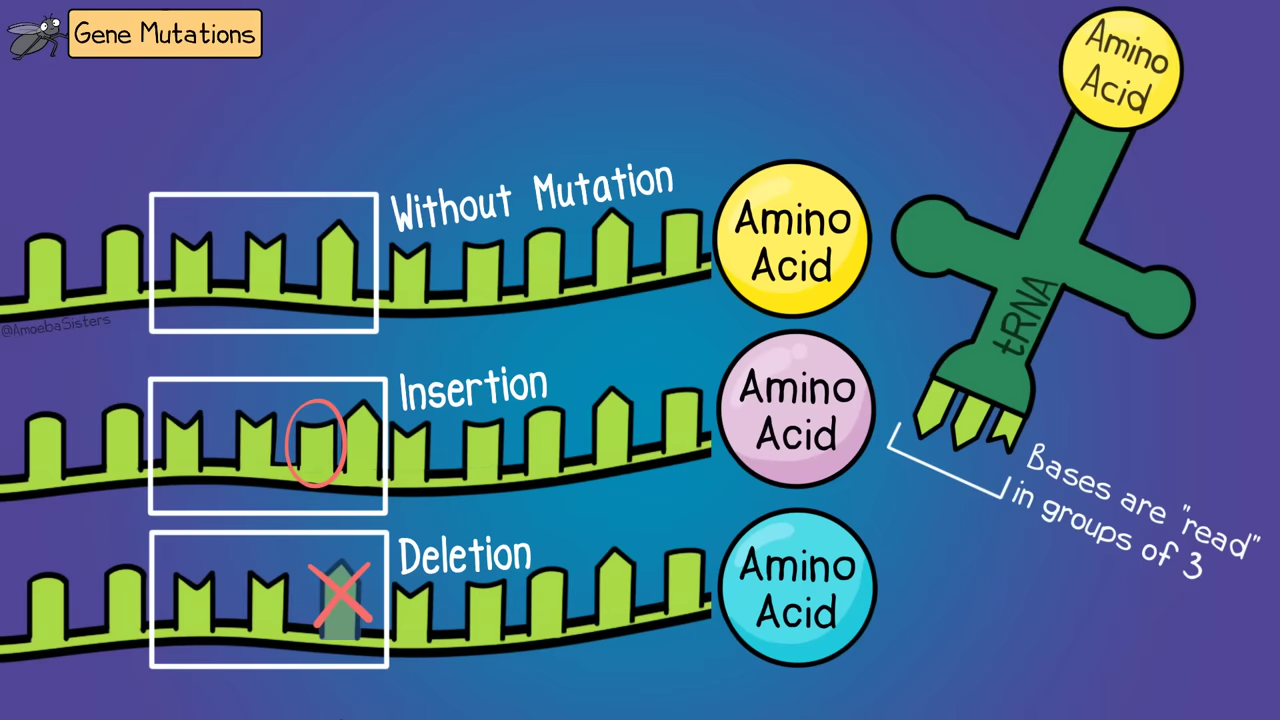 Gene Mutations
Amino
Acid
Without Mutation
Amino
Acid
tRNA
@AmoebaSisters
Insertion
Amino
Acid
Bases are "read"
in groups of 3
Deletion
Amino
Acid